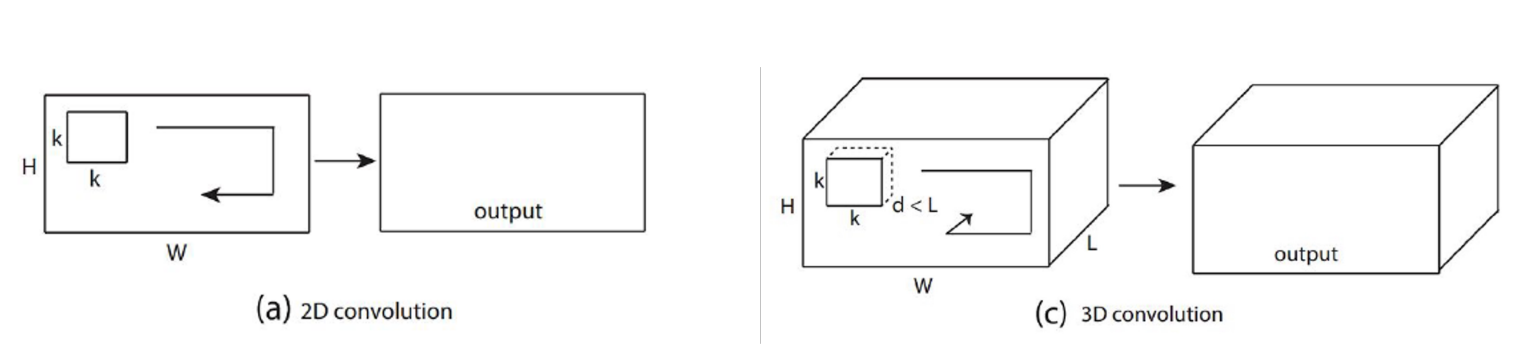 k
H
k
output
W
(a) 2D convolution
k
H
k
d < L
L
W
output
(c) 3D convolution